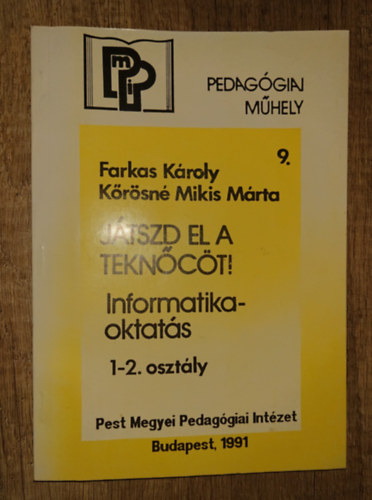 PmPi
PEDAGÓGIAI
MŰHELY
9.
Farkas Károly
Kőrösné Mikis Márta
JÁTSZD EL A
TEKNŐCÖT!
Informatika-
oktatás
1-2. osztály
Pest Megyei Pedagógiai Intézet
Budapest, 1991